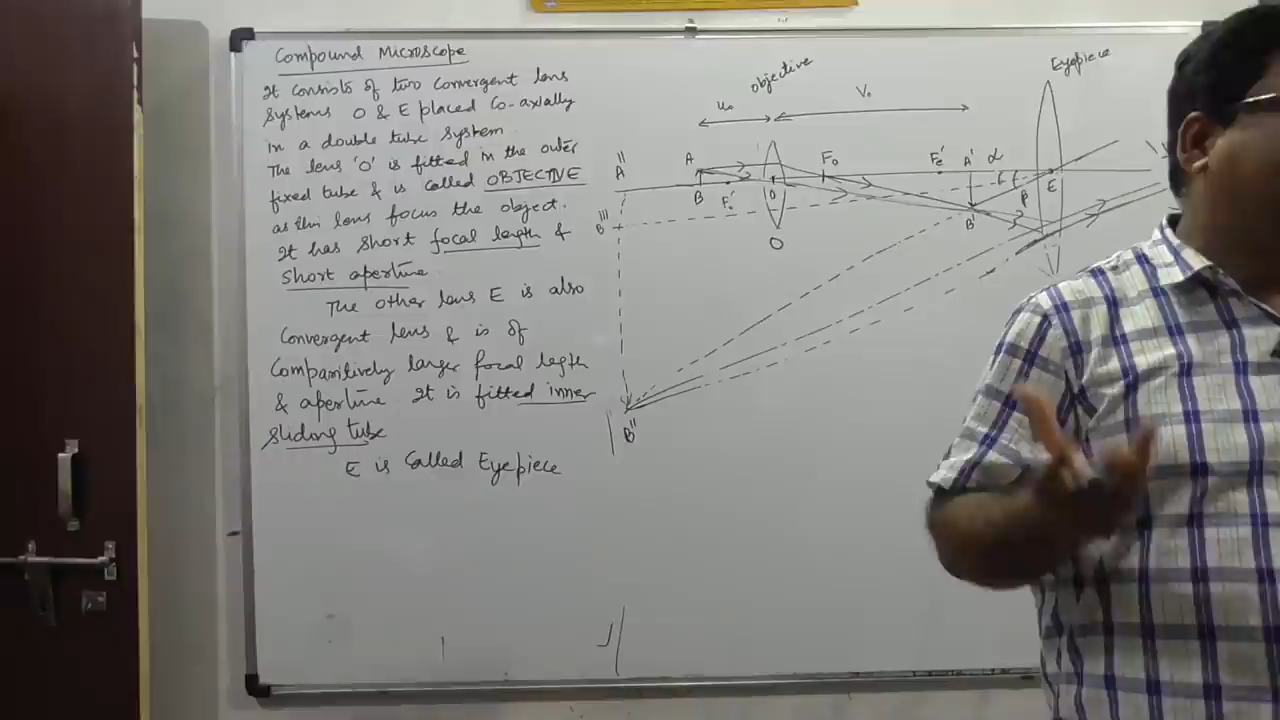 Compound Microscope
It consists of two Convergent lens
Systems O & E placed Co-axially
in a double tube system
The lens 'O' is fitted in the outer
fixed tube & is called OBJECTIVE
as this lens focus the object.
It has short focal length &
Short aperture
The other lens E is also
Convergent lens & is of
Comparitively larger focal legth
& aperture It is fitted inner
sliding tube
E is Called Eyepiece
objective
Eyepiece
u₀
V₀
A"
A
F₀
Fe'
A'
α
B
F₀'
O
β
E
B'''
B'
O
B"